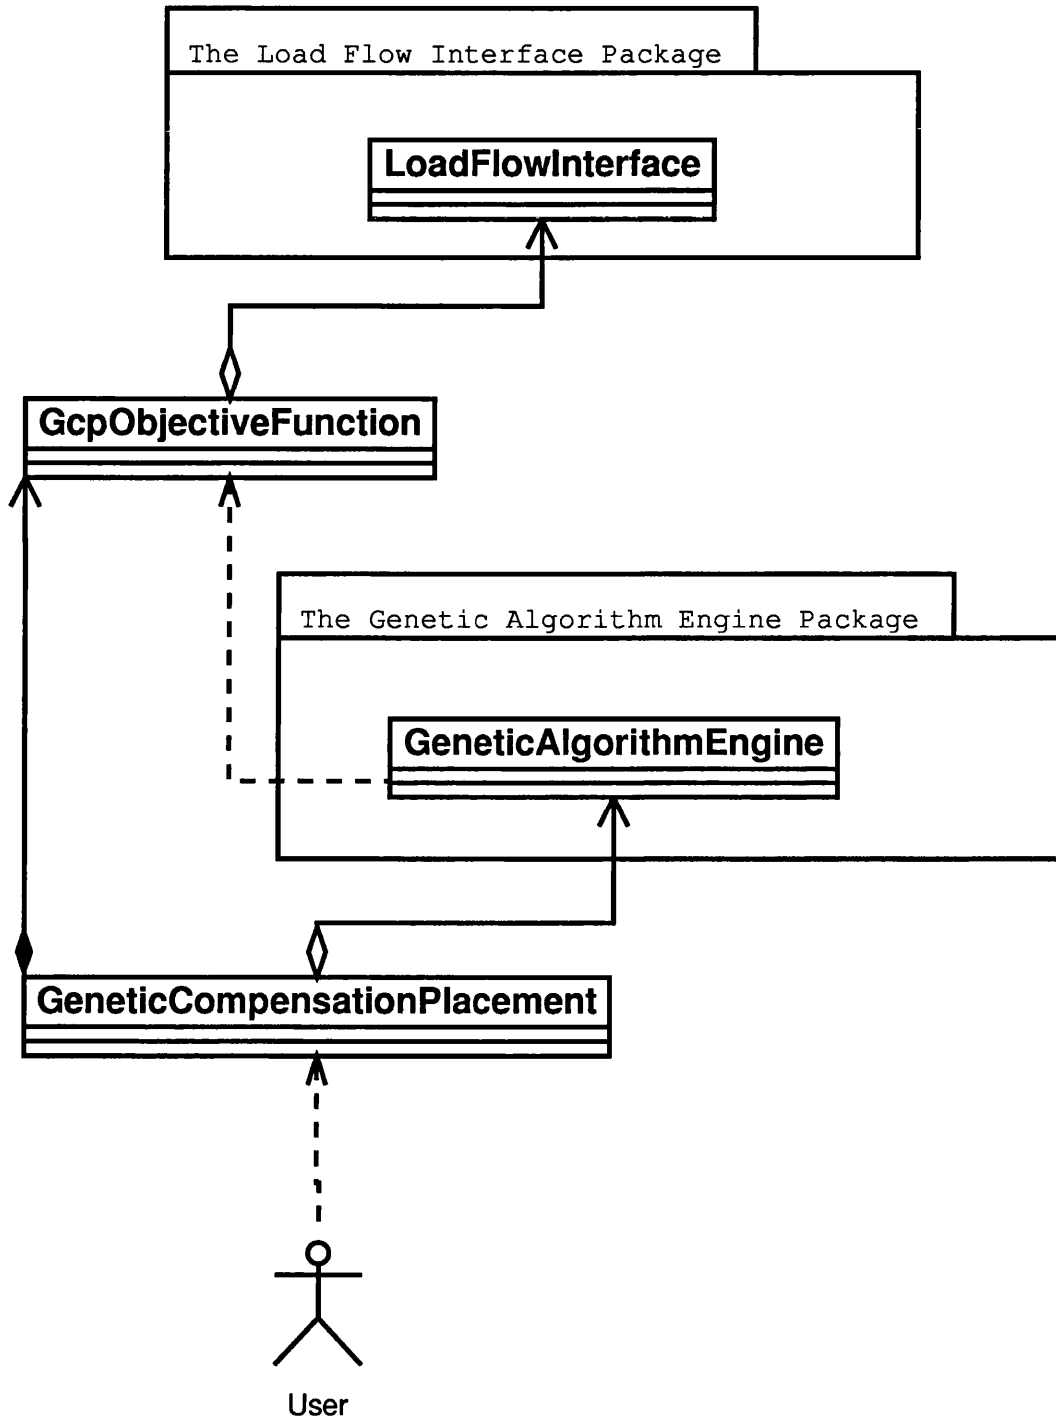 The Load Flow Interface Package
LoadFlowInterface
GcpObjectiveFunction
The Genetic Algorithm Engine Package
GeneticAlgorithmEngine
GeneticCompensationPlacement
User